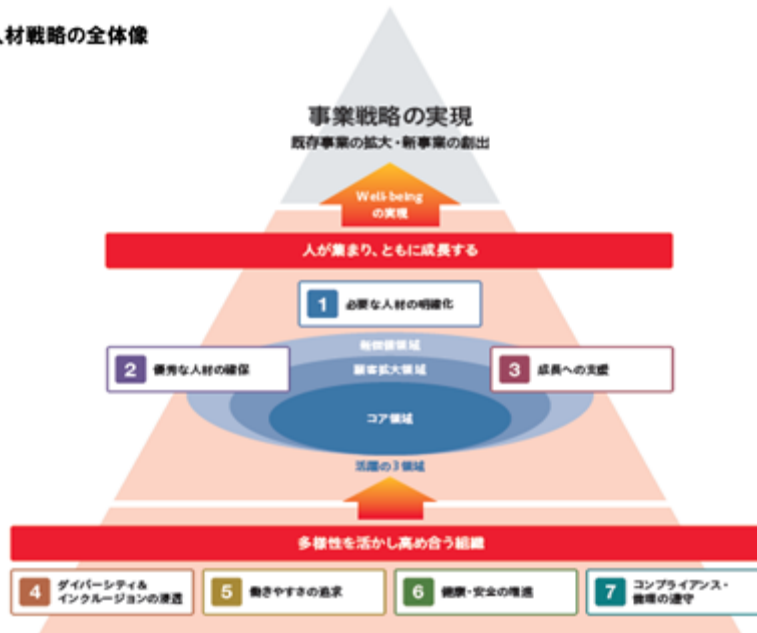 人材戦略の全体像
事業戦略の実現
既存事業の拡大・新事業の創出
Well-being
の実現
人が集まり、ともに成長する
1 必要な人材の明確化
新価値領域
2 優秀な人材の確保
顧客拡大領域
3 成長への支援
コア領域
活躍の3領域
多様性を活かし高め合う組織
4 ダイバーシティ&
インクルージョンの浸透
5 働きやすさの追求
6 健康・安全の増進
7 コンプライアンス・
倫理の遵守